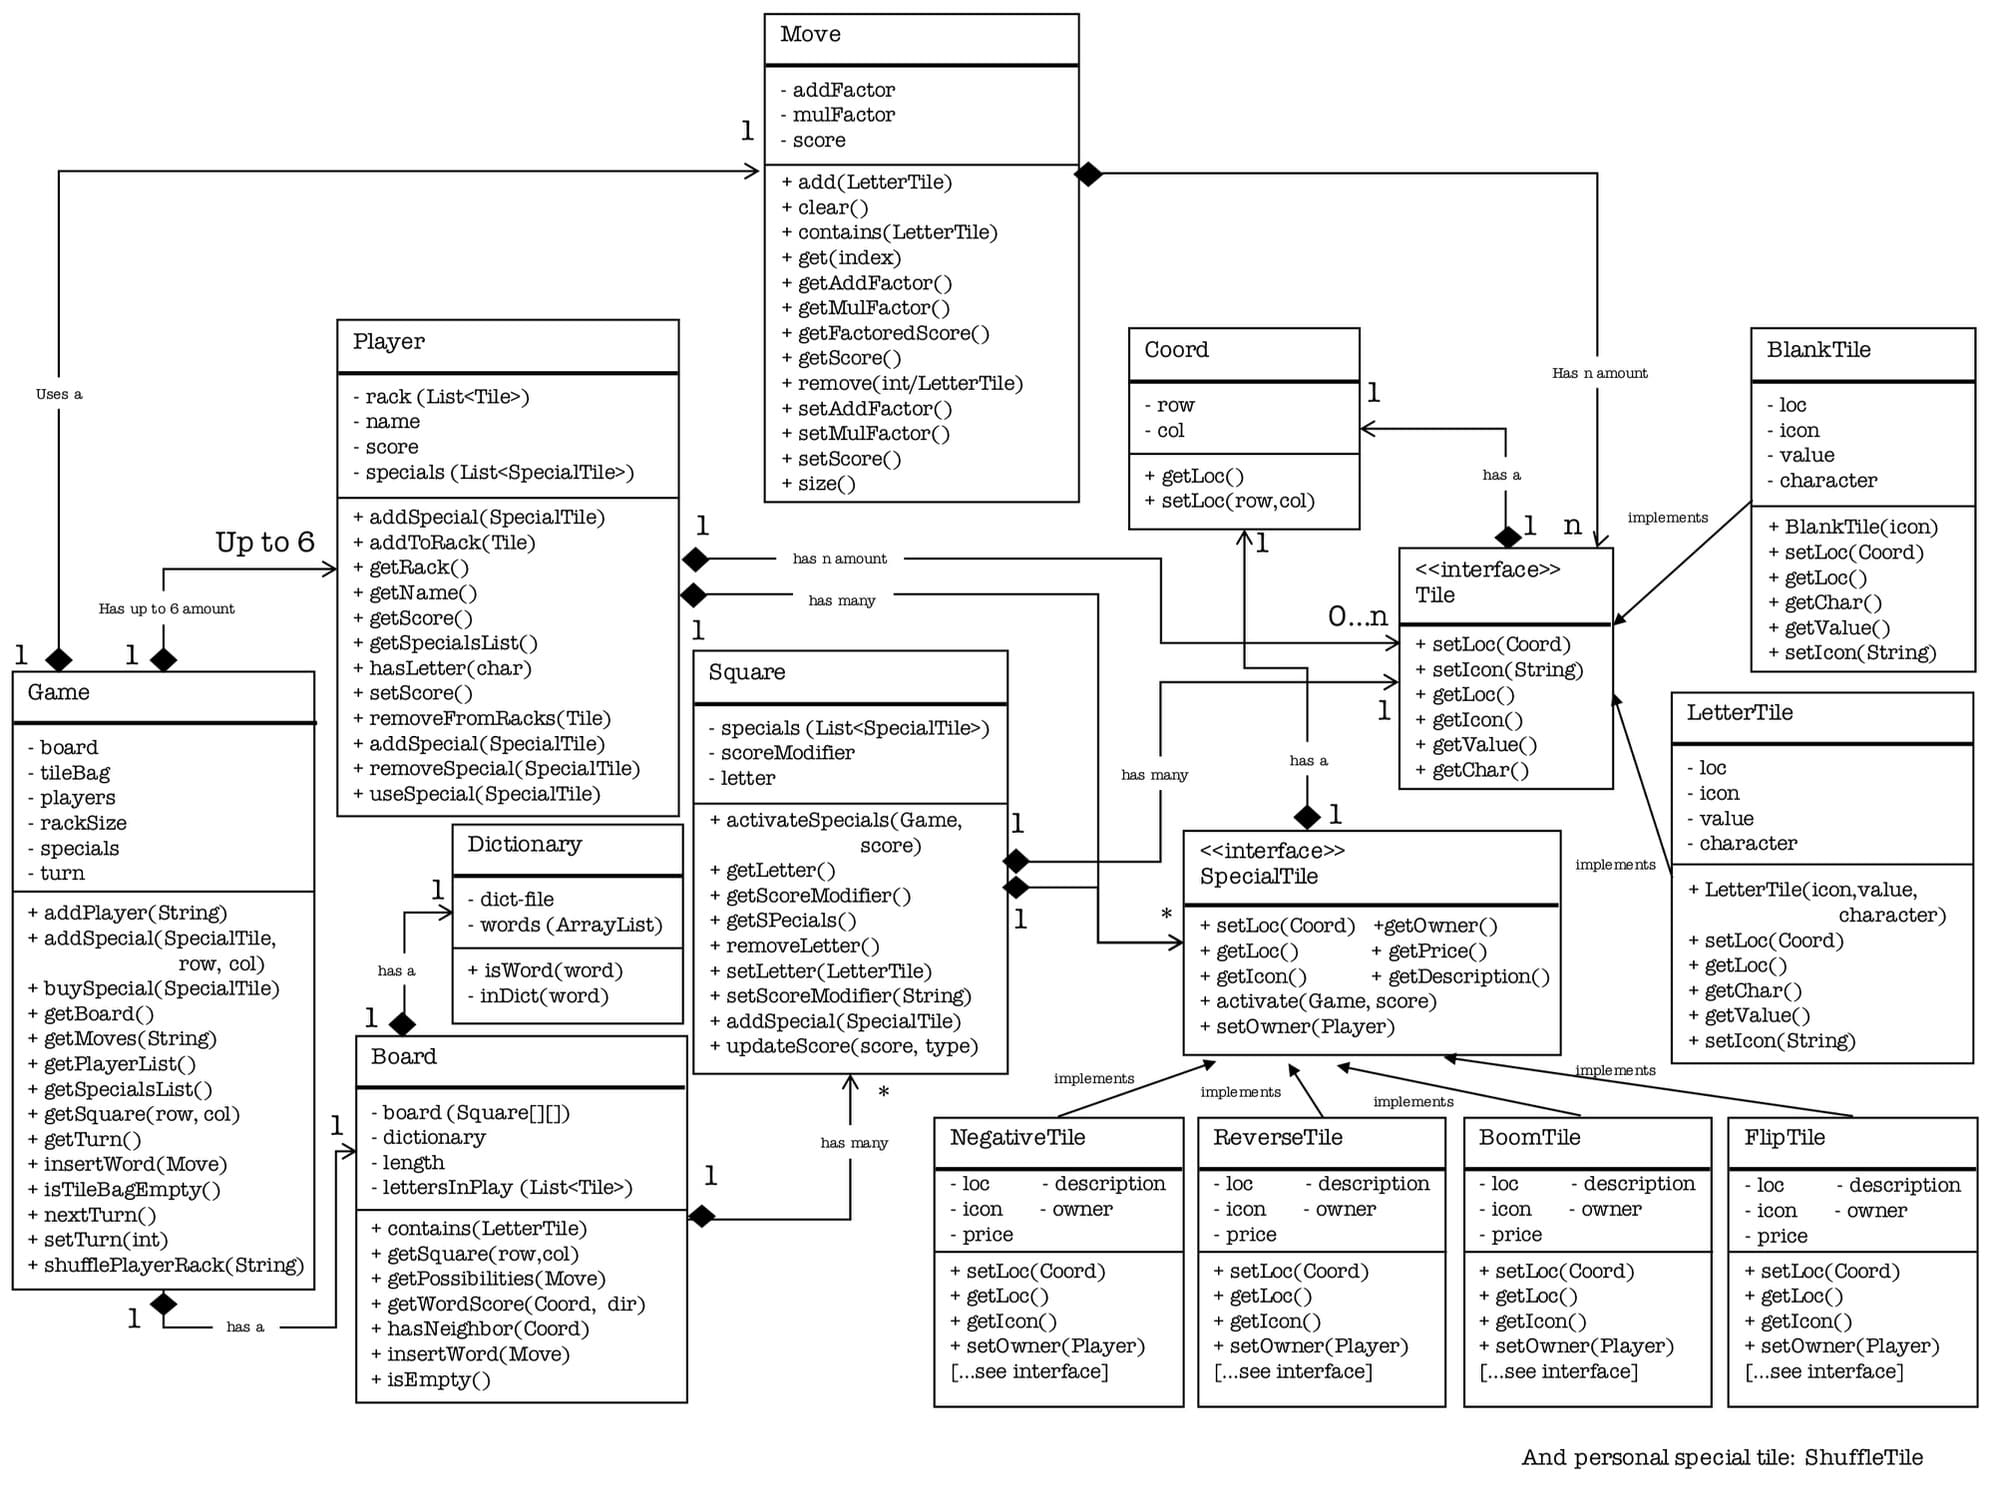 Move
- addFactor
- mulFactor
- score
+ add(LetterTile)
+ clear()
+ contains(LetterTile)
+ get(index)
+ getAddFactor()
+ getMulFactor()
+ getFactoredScore()
+ getScore()
+ remove(int/LetterTile)
+ setAddFactor()
+ setMulFactor()
+ setScore()
+ size()
1
Uses a
Has n amount
n
Player
- rack (List<Tile>)
- name
- score
- specials (List<SpecialTile>)
+ addSpecial(SpecialTile)
+ addToRack(Tile)
+ getRack()
+ getName()
+ getScore()
+ getSpecialsList()
+ hasLetter(char)
+ setScore()
+ removeFromRacks(Tile)
+ addSpecial(SpecialTile)
+ removeSpecial(SpecialTile)
+ useSpecial(SpecialTile)
Up to 6
Has up to 6 amount
1
1
1
has n amount
0...n
has many
1
Coord
- row
- col
+ getLoc()
+ setLoc(row,col)
1
has a
1
1
<<interface>>
Tile
+ setLoc(Coord)
+ setIcon(String)
+ getLoc()
+ getIcon()
+ getValue()
+ getChar()
BlankTile
- loc
- icon
- value
- character
+ BlankTile(icon)
+ setLoc(Coord)
+ getLoc()
+ getChar()
+ getValue()
+ setIcon(String)
implements
LetterTile
- loc
- icon
- value
- character
+ LetterTile(icon,value,
character)
+ setLoc(Coord)
+ getLoc()
+ getChar()
+ getValue()
+ setIcon(String)
implements
Game
- board
- tileBag
- players
- rackSize
- specials
- turn
+ addPlayer(String)
+ addSpecial(SpecialTile,
row, col)
+ buySpecial(SpecialTile)
+ getBoard()
+ getMoves(String)
+ getPlayerList()
+ getSpecialsList()
+ getSquare(row, col)
+ getTurn()
+ insertWord(Move)
+ isTileBagEmpty()
+ nextTurn()
+ setTurn(int)
+ shufflePlayerRack(String)
1
has a
1
Dictionary
- dict-file
- words (ArrayList)
+ isWord(word)
- inDict(word)
1
has a
1
Board
- board (Square[][])
- dictionary
- length
- lettersInPlay (List<Tile>)
+ contains(LetterTile)
+ getSquare(row,col)
+ getPossibilities(Move)
+ getWordScore(Coord, dir)
+ hasNeighbor(Coord)
+ insertWord(Move)
+ isEmpty()
1
has many
*
Square
- specials (List<SpecialTile>)
- scoreModifier
- letter
+ activateSpecials(Game,
score)
+ getLetter()
+ getScoreModifier()
+ getSPecials()
+ removeLetter()
+ setLetter(LetterTile)
+ setScoreModifier(String)
+ addSpecial(SpecialTile)
+ updateScore(score, type)
1
has many
1
1
*
has a
1
<<interface>>
SpecialTile
+ setLoc(Coord) +getOwner()
+ getLoc() + getPrice()
+ getIcon() + getDescription()
+ activate(Game, score)
+ setOwner(Player)
implements
implements
implements
implements
NegativeTile
- loc - description
- icon - owner
- price
+ setLoc(Coord)
+ getLoc()
+ getIcon()
+ setOwner(Player)
[...see interface]
ReverseTile
- loc - description
- icon - owner
- price
+ setLoc(Coord)
+ getLoc()
+ getIcon()
+ setOwner(Player)
[...see interface]
BoomTile
- loc - description
- icon - owner
- price
+ setLoc(Coord)
+ getLoc()
+ getIcon()
+ setOwner(Player)
[...see interface]
FlipTile
- loc - description
- icon - owner
- price
+ setLoc(Coord)
+ getLoc()
+ getIcon()
+ setOwner(Player)
[...see interface]
And personal special tile: ShuffleTile